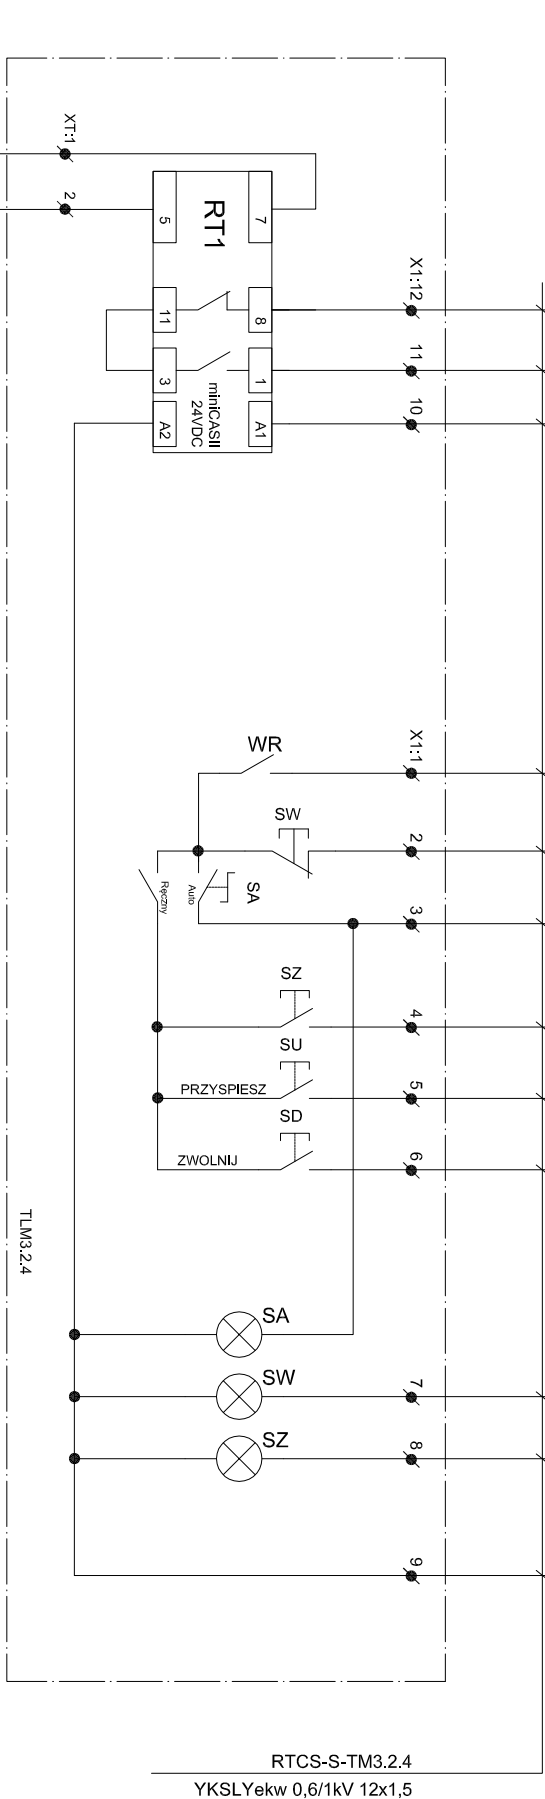 XT:1
2
RT1
5
7
X1:12
11
8
11
3
1
10
miniCASII
24VDC
A2
A1
WR
X1:1
SW
2
SA
Auto
Ręczny
3
SZ
4
SU
PRZYSPIESZ
5
SD
ZWOLNIJ
6
TLM3.2.4
SA
SW
7
SZ
8
9
RTCS-S-TM3.2.4
YKSLYekw 0,6/1kV 12x1,5